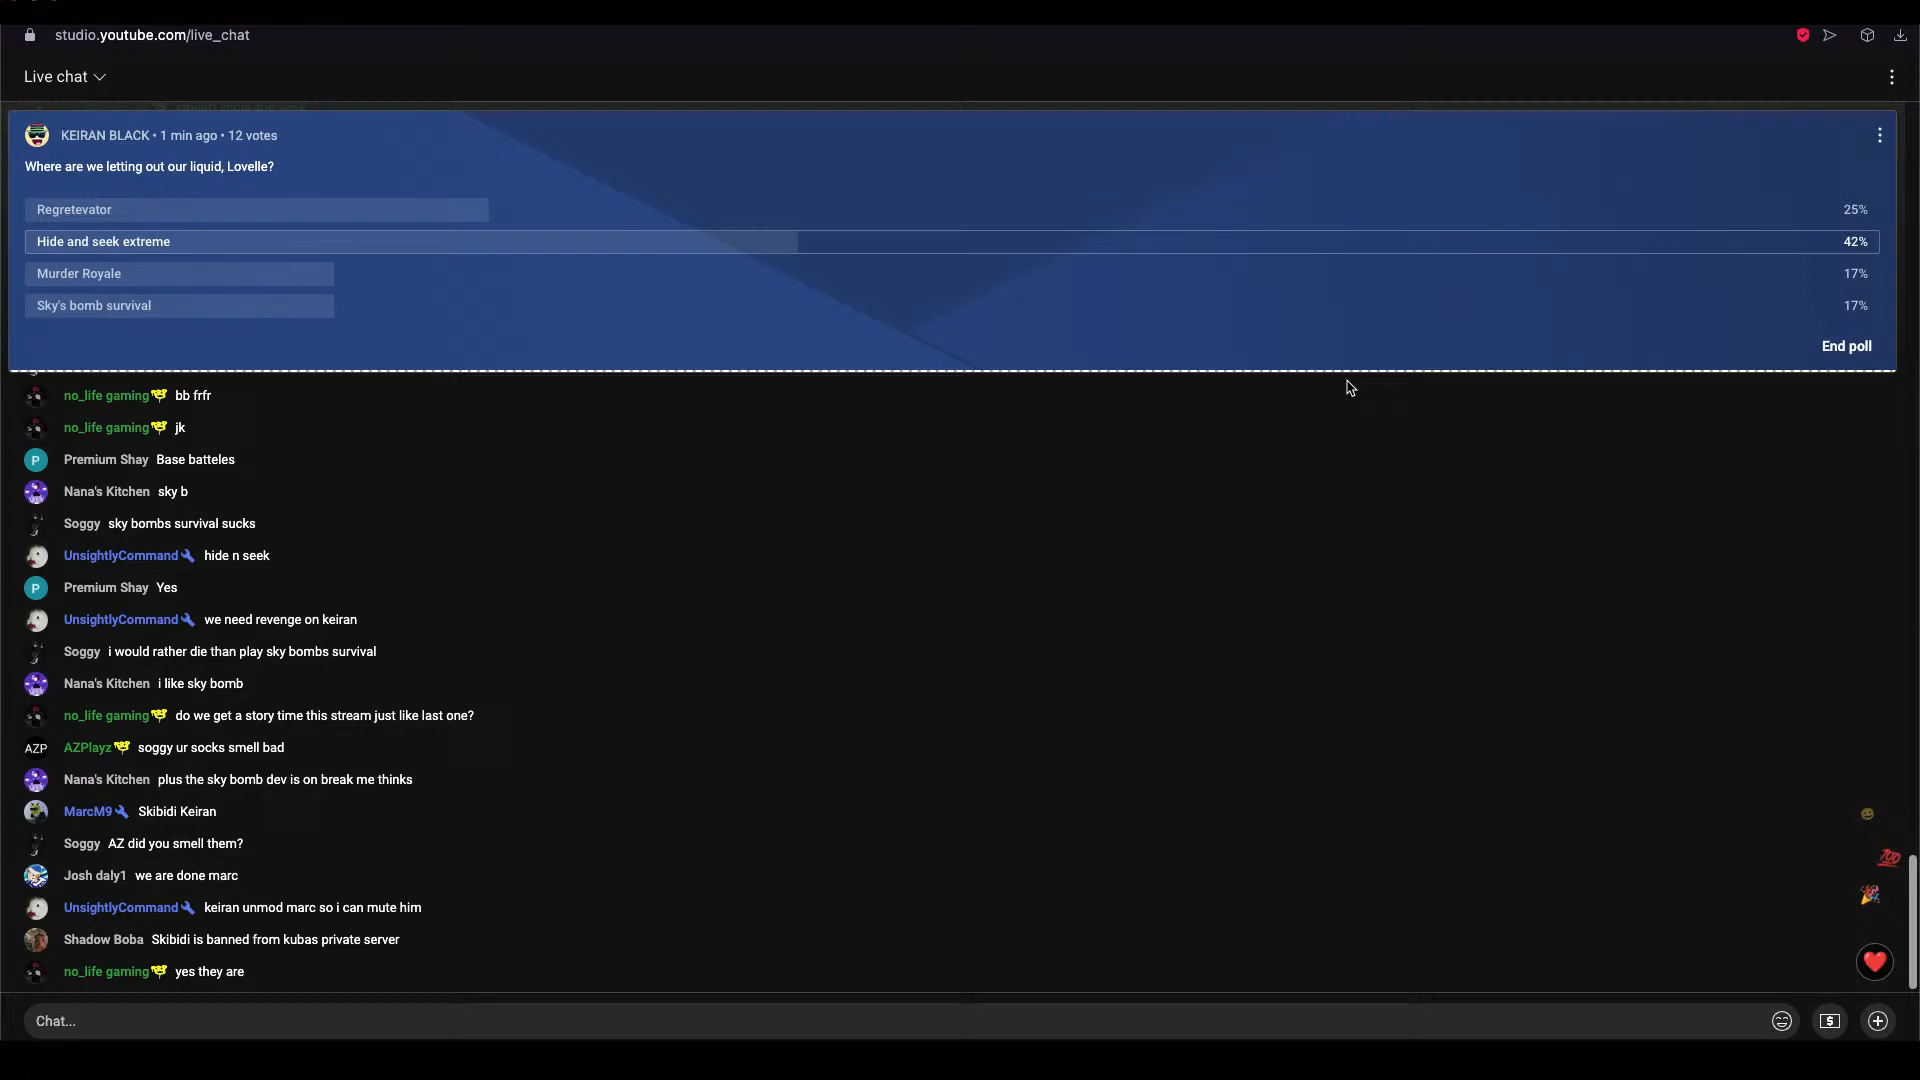 studio.youtube.com/live_chat
Live chat
KEIRAN BLACK • 1 min ago • 12 votes
Where are we letting out our liquid, Lovelle?
Regretevator 25%
Hide and seek extreme 42%
Murder Royale 17%
Sky's bomb survival 17%
End poll
no_life gaming bb frfr
no_life gaming jk
P Premium Shay Base batteles
Nana's Kitchen sky b
Soggy sky bombs survival sucks
UnsightlyCommand hide n seek
P Premium Shay Yes
UnsightlyCommand we need revenge on keiran
Soggy i would rather die than play sky bombs survival
Nana's Kitchen i like sky bomb
no_life gaming do we get a story time this stream just like last one?
AZP AZPlayz soggy ur socks smell bad
Nana's Kitchen plus the sky bomb dev is on break me thinks
MarcM9 Skibidi Keiran
Soggy AZ did you smell them?
Josh daly1 we are done marc
UnsightlyCommand keiran unmod marc so i can mute him
Shadow Boba Skibidi is banned from kubas private server
no_life gaming yes they are
Chat...